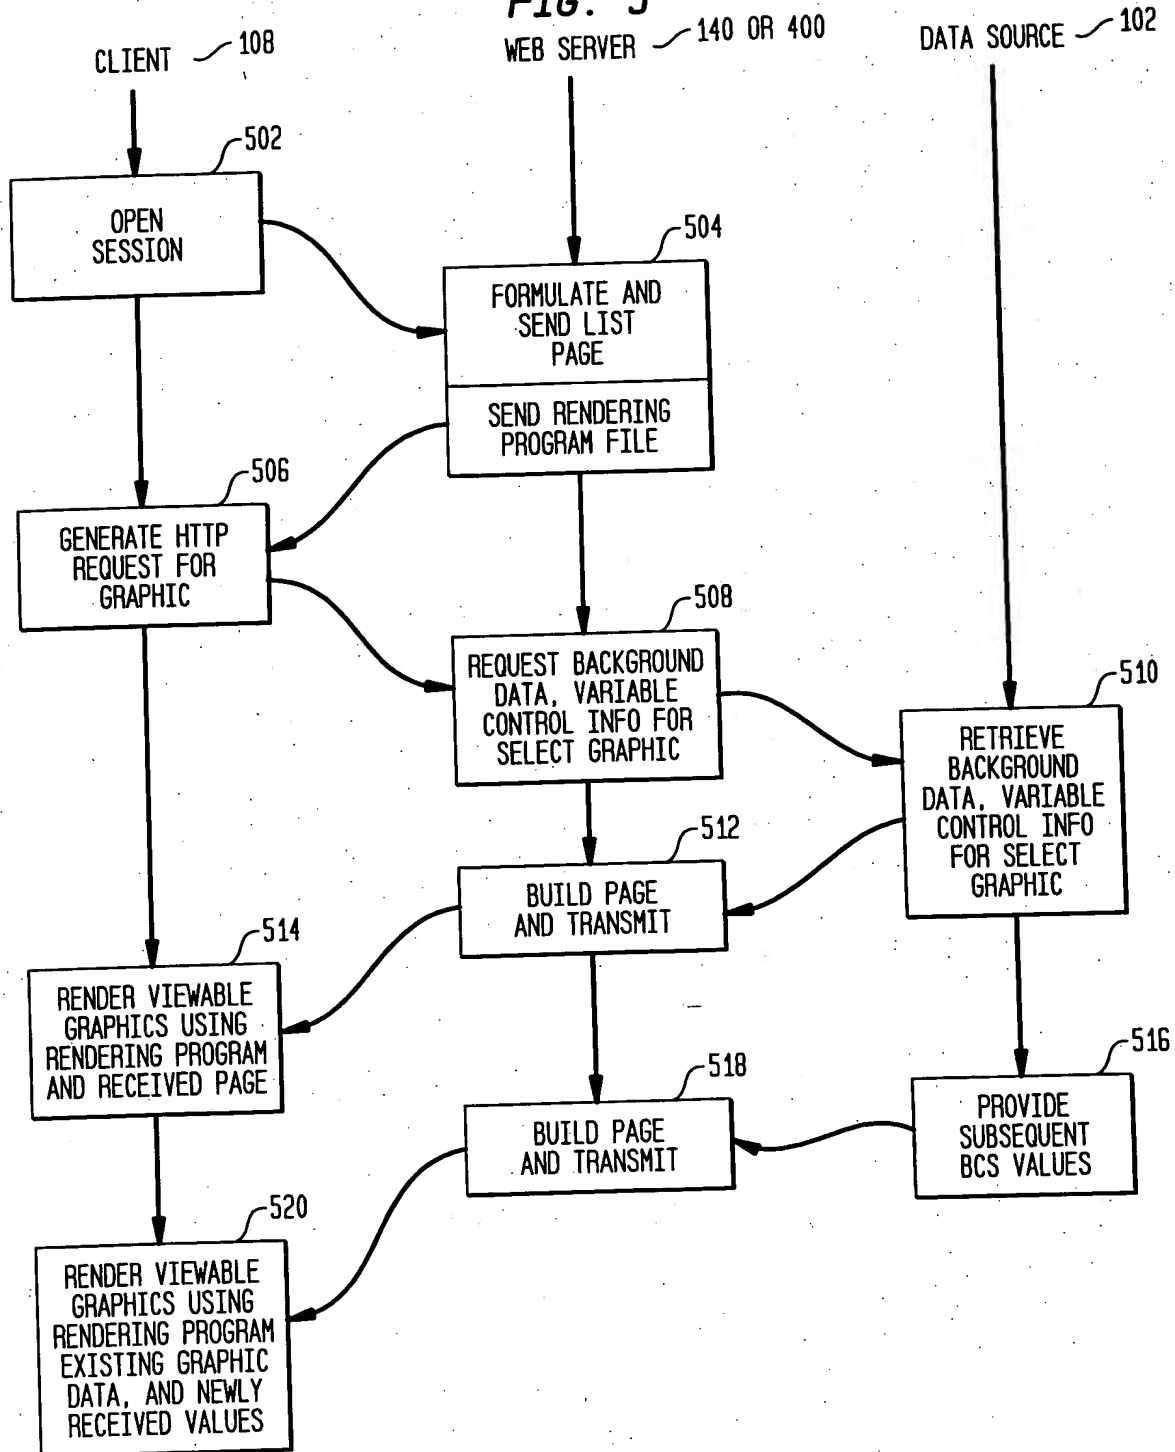 FIG. 5
CLIENT 108
WEB SERVER 140 OR 400
DATA SOURCE 102
502
OPEN
SESSION
504
FORMULATE AND
SEND LIST
PAGE
SEND RENDERING
PROGRAM FILE
506
GENERATE HTTP
REQUEST FOR
GRAPHIC
508
REQUEST BACKGROUND
DATA, VARIABLE
CONTROL INFO FOR
SELECT GRAPHIC
510
RETRIEVE
BACKGROUND
DATA, VARIABLE
CONTROL INFO
FOR SELECT
GRAPHIC
512
BUILD PAGE
AND TRANSMIT
514
RENDER VIEWABLE
GRAPHICS USING
RENDERING PROGRAM
AND RECEIVED PAGE
516
PROVIDE
SUBSEQUENT
BCS VALUES
518
BUILD PAGE
AND TRANSMIT
520
RENDER VIEWABLE
GRAPHICS USING
RENDERING PROGRAM
EXISTING GRAPHIC
DATA, AND NEWLY
RECEIVED VALUES